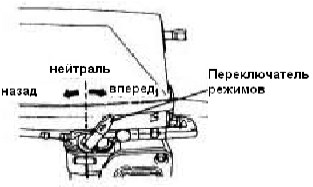 нейтраль
назад
вперед
Переключатель
режимов